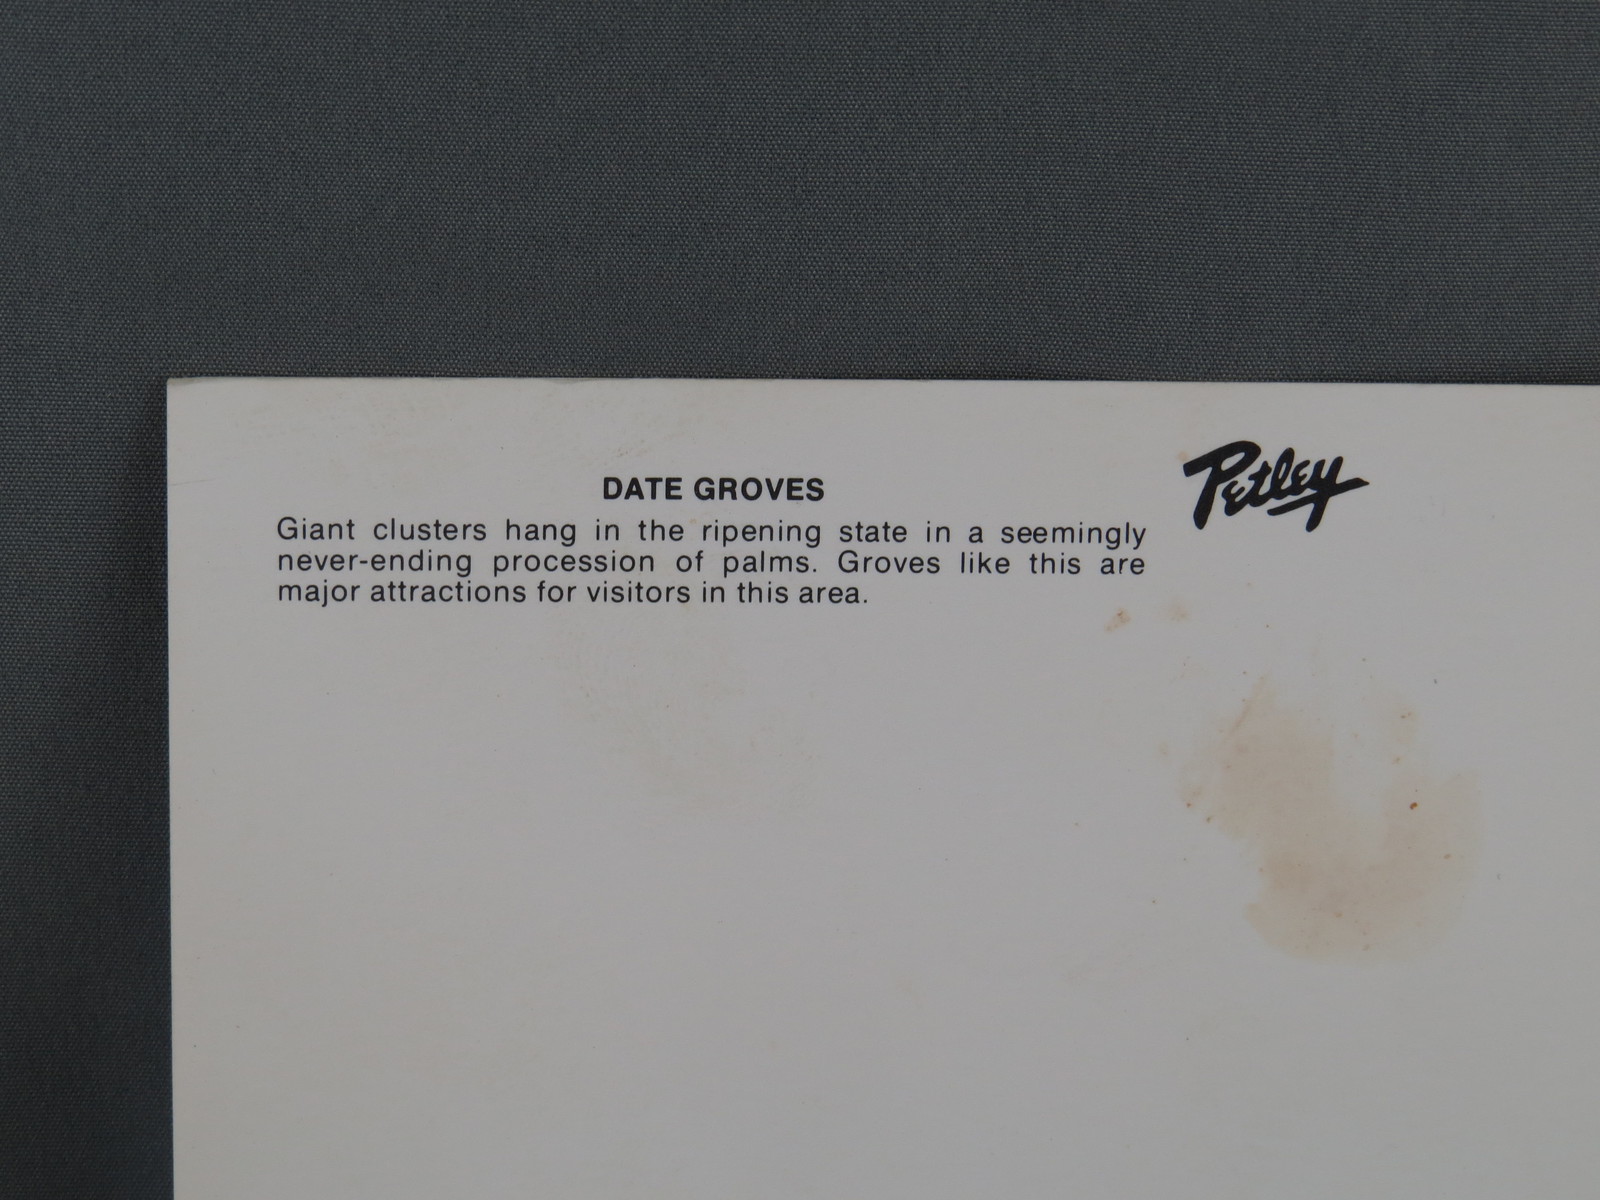 DATE GROVES
Giant clusters hang in the ripening state in a seemingly
never-ending procession of palms. Groves like this are
major attractions for visitors in this area.
Petley